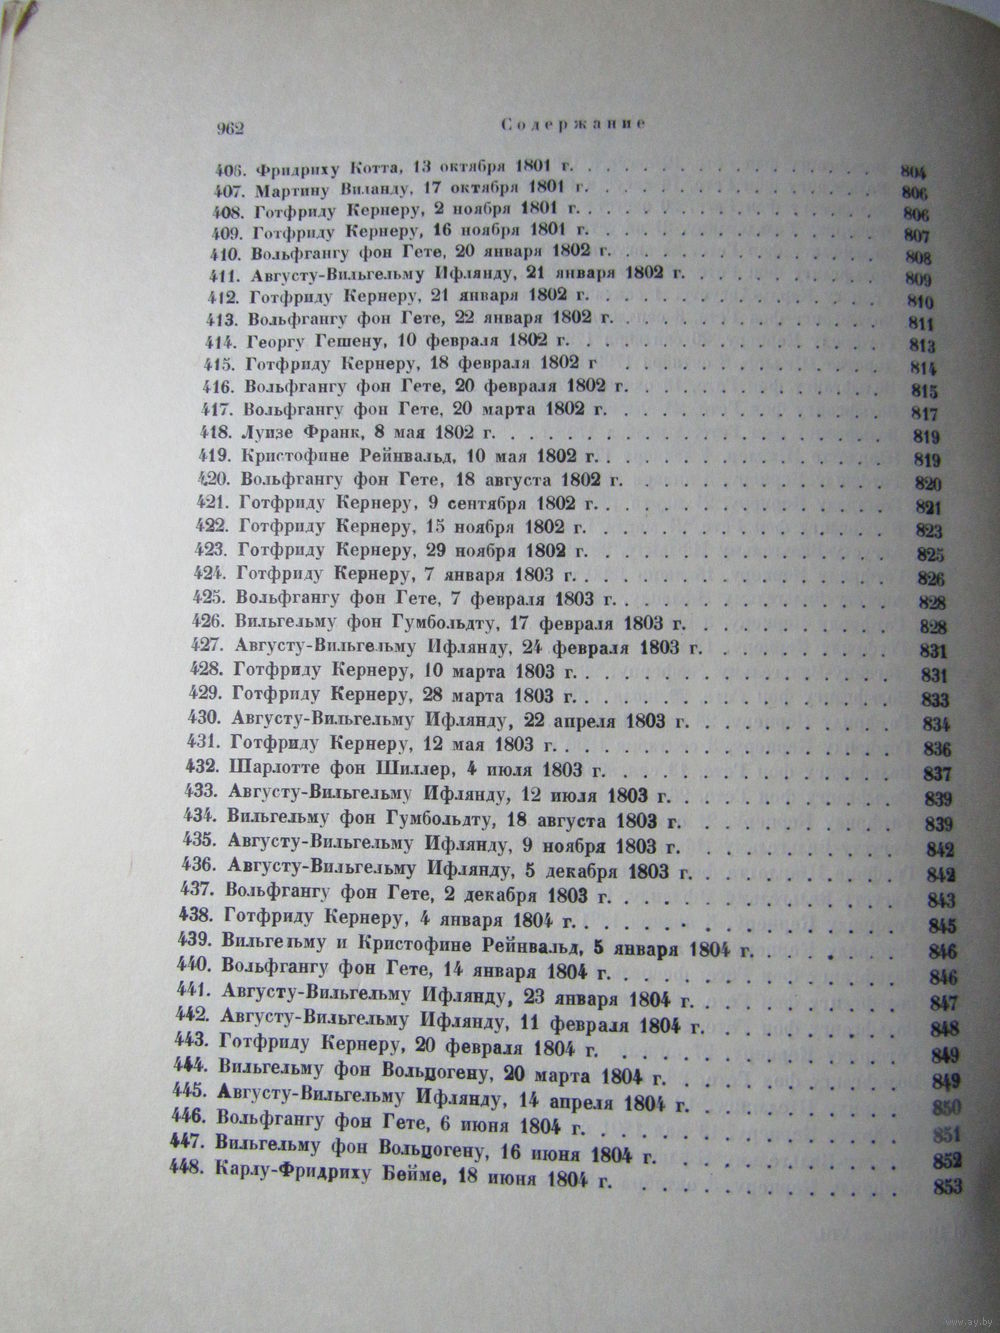 962
Содержание
406. Фридриху Котта, 13 октября 1801 г. . . . . . . . . . . . . . . 804
407. Мартину Виланду, 17 октября 1801 г. . . . . . . . . . . . . . 806
408. Готфриду Кернеру, 2 ноября 1801 г. . . . . . . . . . . . . . . 806
409. Готфриду Кернеру, 16 ноября 1801 г. . . . . . . . . . . . . . 807
410. Вольфгангу фон Гете, 20 января 1802 г. . . . . . . . . . . . . 808
411. Августу-Вильгельму Ифлянду, 21 января 1802 г. . . . . . . . . 809
412. Готфриду Кернеру, 21 января 1802 г. . . . . . . . . . . . . . 810
413. Вольфгангу фон Гете, 22 января 1802 г. . . . . . . . . . . . . 811
414. Георгу Гешену, 10 февраля 1802 г. . . . . . . . . . . . . . . 813
415. Готфриду Кернеру, 18 февраля 1802 г . . . . . . . . . . . . . 814
416. Вольфгангу фон Гете, 20 февраля 1802 г. . . . . . . . . . . . 815
417. Вольфгангу фон Гете, 20 марта 1802 г. . . . . . . . . . . . . 817
418. Луизе Франк, 8 мая 1802 г. . . . . . . . . . . . . . . . . . . 819
419. Кристофине Рейнвальд, 10 мая 1802 г. . . . . . . . . . . . . . 819
420. Вольфгангу фон Гете, 18 августа 1802 г. . . . . . . . . . . . 820
421. Готфриду Кернеру, 9 сентября 1802 г. . . . . . . . . . . . . . 821
422. Готфриду Кернеру, 15 ноября 1802 г. . . . . . . . . . . . . . 823
423. Готфриду Кернеру, 29 ноября 1802 г. . . . . . . . . . . . . . 825
424. Готфриду Кернеру, 7 января 1803 г. . . . . . . . . . . . . . . 826
425. Вольфгангу фон Гете, 7 февраля 1803 г. . . . . . . . . . . . . 828
426. Вильгельму фон Гумбольдту, 17 февраля 1803 г. . . . . . . . . 828
427. Августу-Вильгельму Ифлянду, 24 февраля 1803 г. . . . . . . . . 831
428. Готфриду Кернеру, 10 марта 1803 г. . . . . . . . . . . . . . . 831
429. Готфриду Кернеру, 28 марта 1803 г. . . . . . . . . . . . . . . 833
430. Августу-Вильгельму Ифлянду, 22 апреля 1803 г. . . . . . . . . 834
431. Готфриду Кернеру, 12 мая 1803 г. . . . . . . . . . . . . . . . 836
432. Шарлотте фон Шиллер, 4 июля 1803 г. . . . . . . . . . . . . . 837
433. Августу-Вильгельму Ифлянду, 12 июля 1803 г. . . . . . . . . . 839
434. Вильгельму фон Гумбольдту, 18 августа 1803 г. . . . . . . . . 839
435. Августу-Вильгельму Ифлянду, 9 ноября 1803 г. . . . . . . . . . 842
436. Августу-Вильгельму Ифлянду, 5 декабря 1803 г. . . . . . . . . 842
437. Вольфгангу фон Гете, 2 декабря 1803 г. . . . . . . . . . . . . 843
438. Готфриду Кернеру, 4 января 1804 г. . . . . . . . . . . . . . . 845
439. Вильгельму и Кристофине Рейнвальд, 5 января 1804 г. . . . . . 846
440. Вольфгангу фон Гете, 14 января 1804 г. . . . . . . . . . . . . 846
441. Августу-Вильгельму Ифлянду, 23 января 1804 г. . . . . . . . . 847
442. Августу-Вильгельму Ифлянду, 11 февраля 1804 г. . . . . . . . . 848
443. Готфриду Кернеру, 20 февраля 1804 г. . . . . . . . . . . . . . 849
444. Вильгельму фон Вольцогену, 20 марта 1804 г. . . . . . . . . . 849
445. Августу-Вильгельму Ифлянду, 14 апреля 1804 г. . . . . . . . . 850
446. Вольфгангу фон Гете, 6 июня 1804 г. . . . . . . . . . . . . . 851
447. Вильгельму фон Вольцогену, 16 июня 1804 г. . . . . . . . . . . 852
448. Карлу-Фридриху Бейме, 18 июня 1804 г. . . . . . . . . . . . . 853
www.ay.by